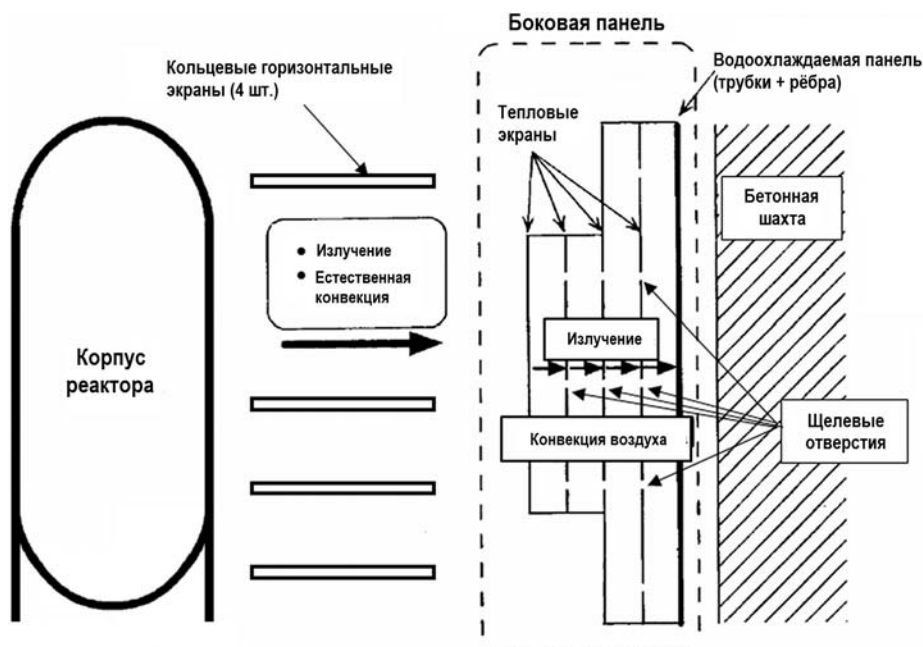 Боковая панель
Кольцевые горизонтальные
экраны (4 шт.)
Водоохлаждаемая панель
(трубки + рёбра)
Тепловые
экраны
Бетонная
шахта
• Излучение
• Естественная
конвекция
Излучение
Корпус
реактора
Щелевые
отверстия
Конвекция воздуха